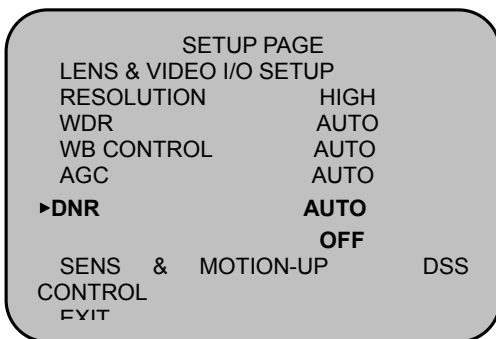 SETUP PAGE
LENS & VIDEO I/O SETUP
RESOLUTION HIGH
WDR AUTO
WB CONTROL AUTO
AGC AUTO
▶DNR AUTO
OFF
SENS & MOTION-UP DSS
CONTROL
EXIT